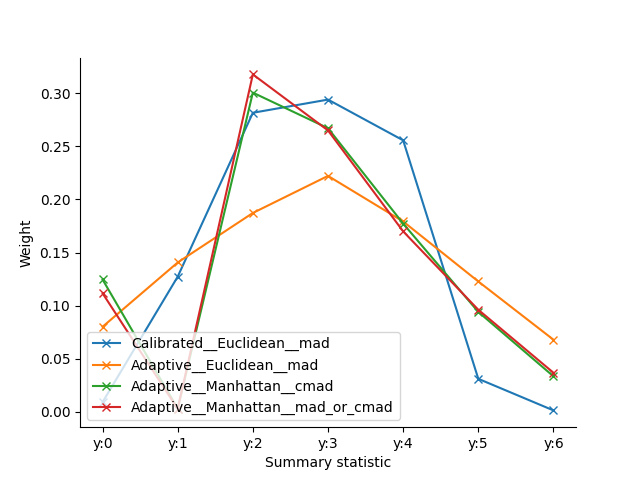 0.30
0.25
0.20
0.15
0.10
0.05
0.00
Weight
Calibrated__Euclidean__mad
Adaptive__Euclidean__mad
Adaptive__Manhattan__cmad
Adaptive__Manhattan__mad_or_cmad
y:0 y:1 y:2 y:3 y:4 y:5 y:6
Summary statistic